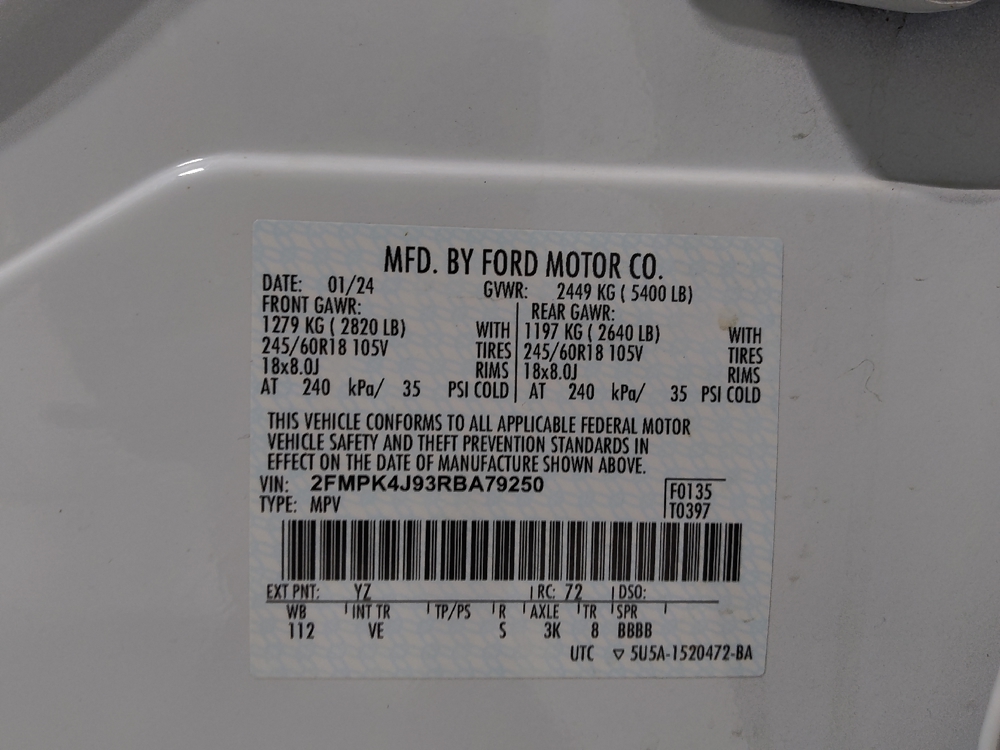 MFD. BY FORD MOTOR CO.
DATE: 01/24 GVWR: 2449 KG ( 5400 LB)
FRONT GAWR: REAR GAWR:
1279 KG ( 2820 LB) WITH 1197 KG ( 2640 LB) WITH
245/60R18 105V TIRES 245/60R18 105V TIRES
18x8.0J RIMS 18x8.0J RIMS
AT 240 kPa/ 35 PSI COLD AT 240 kPa/ 35 PSI COLD
THIS VEHICLE CONFORMS TO ALL APPLICABLE FEDERAL MOTOR
VEHICLE SAFETY AND THEFT PREVENTION STANDARDS IN
EFFECT ON THE DATE OF MANUFACTURE SHOWN ABOVE.
VIN: 2FMPK4J93RBA79250 F0135
TYPE: MPV T0397
EXT PNT: YZ RC: 72 DSO:
WB INT TR TP/PS R AXLE TR SPR
112 VE S 3K 8 BBBB
UTC ▽ 5U5A-1520472-BA